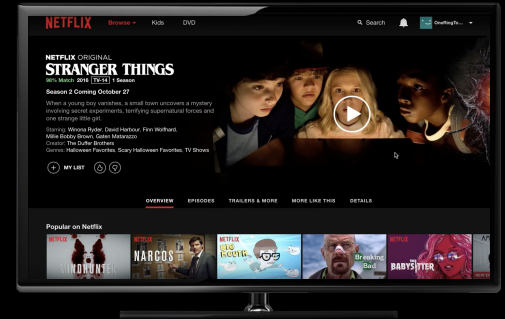 NETFLIX Browse Kids DVD Search OneRingTo...
NETFLIX ORIGINAL
STRANGER THINGS
98% Match 2016 TV-14 1 Season
Season 2 Coming October 27
When a young boy vanishes, a small town uncovers a mystery
involving secret experiments, terrifying supernatural forces and
one strange little girl.
Starring: Winona Ryder, David Harbour, Finn Wolfhard,
Millie Bobby Brown, Gaten Matarazzo
Creator: The Duffer Brothers
Genres: Halloween Favorites, Scary Halloween Favorites, TV Shows
MY LIST
OVERVIEW EPISODES TRAILERS & MORE MORE LIKE THIS DETAILS
Popular on Netflix
NETFLIX NETFLIX NETFLIX NETFLIX
MINDHUNTER NARCOS BIG MOUTH Breaking Bad THE BABYSITTER